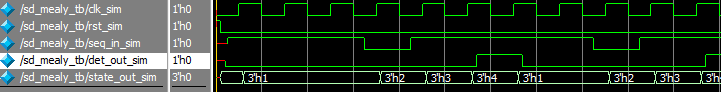 /sd_mealy_tb/clk_sim 1'h0
/sd_mealy_tb/rst_sim 1'h0
/sd_mealy_tb/seq_in_sim 1'h0
/sd_mealy_tb/det_out_sim 1'h0
/sd_mealy_tb/state_out_sim 3'h0 3'h1 3'h2 3'h3 3'h4 3'h1 3'h2 3'h3 3'h4